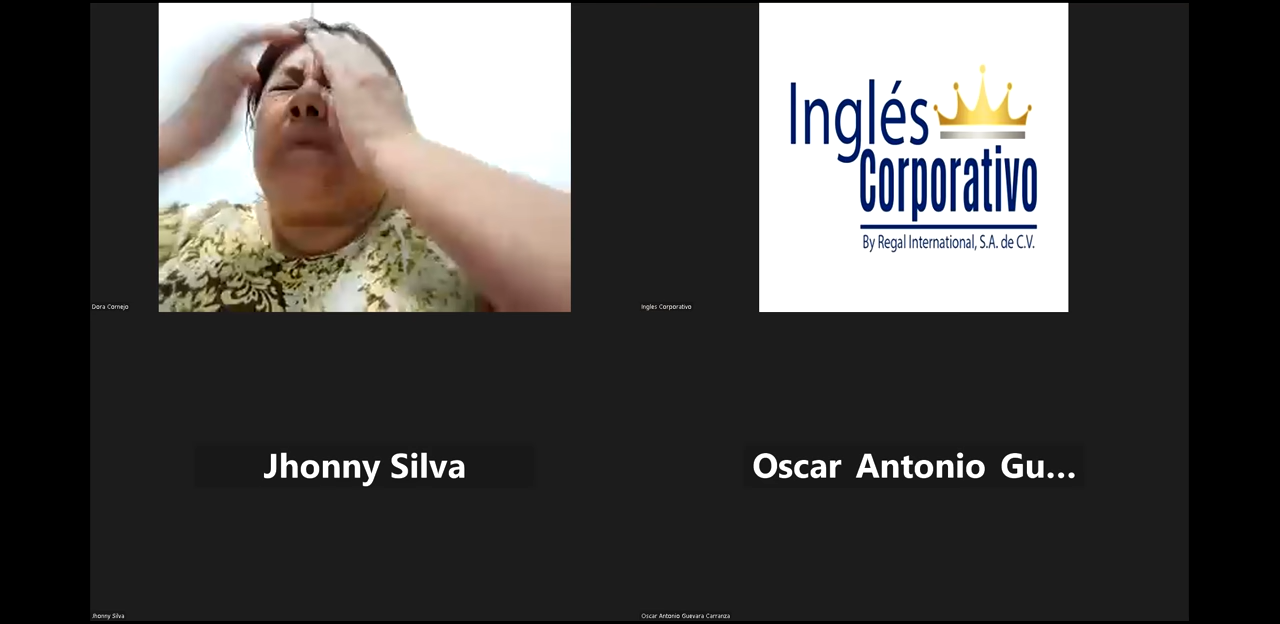 Inglés
Corporativo
By Regal International, S.A. de C.V.
Dora Cornejo
Ingles Corporativo
Jhonny Silva
Oscar Antonio Gu...
Jhonny Silva
Oscar Antonio Guevara Carranza